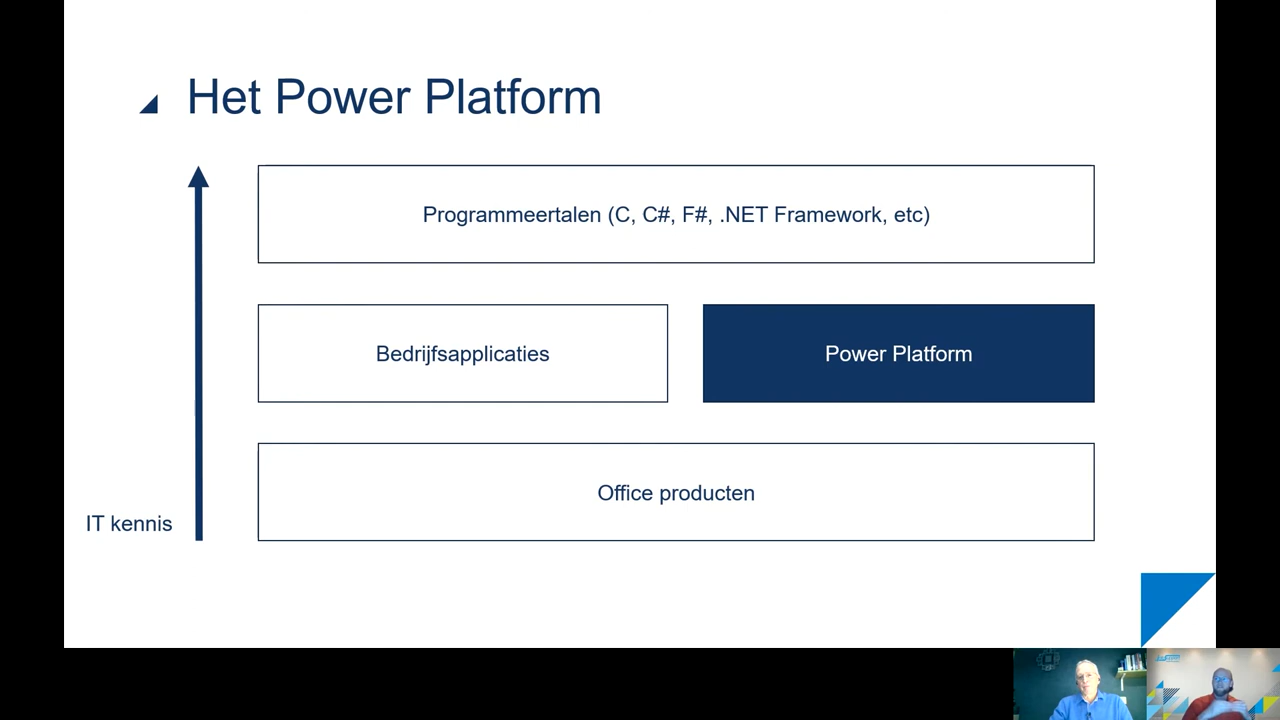 Het Power Platform
Programmeertalen (C, C#, F#, .NET Framework, etc)
Bedrijfsapplicaties
Power Platform
Office producten
IT kennis